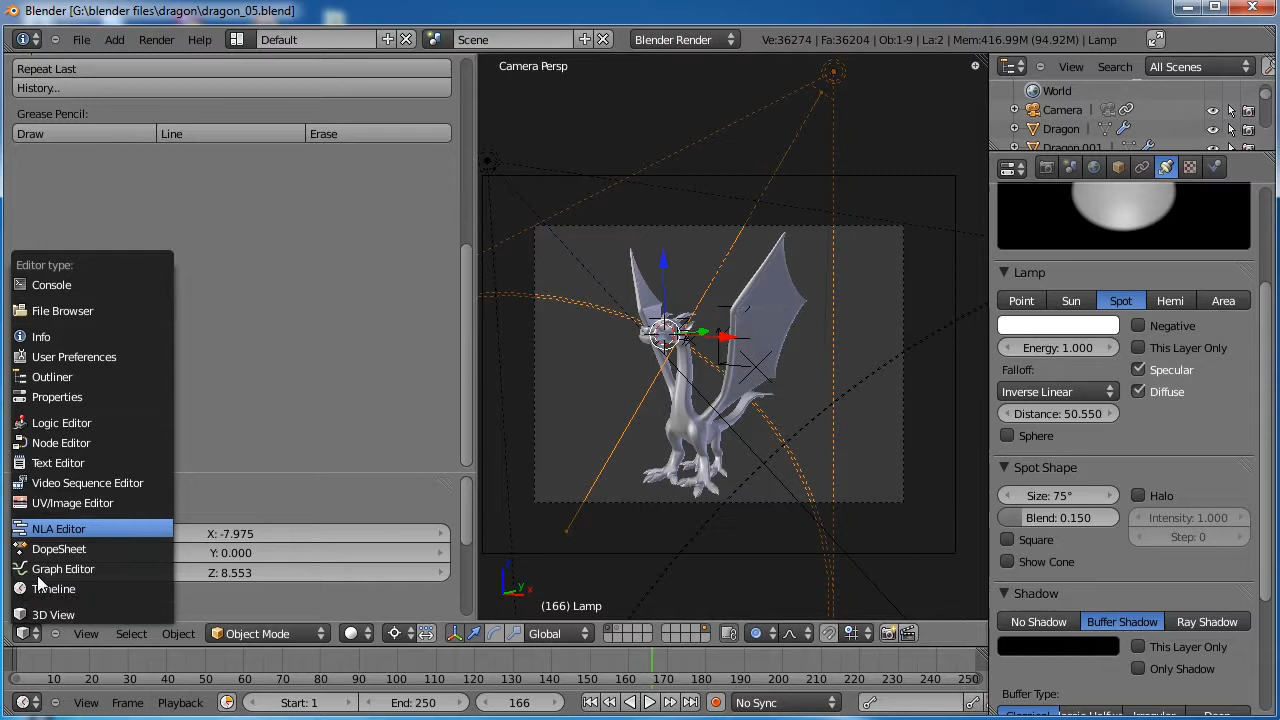 Blender [G:\blender files\dragon\dragon_05.blend]
File Add Render Help Default Scene Blender Render Ve:36274 | Fa:36204 | Ob:1-9 | La:2 | Mem:416.99M (94.92M) | Lamp
Repeat Last
History...
Grease Pencil:
Draw Line Erase
Editor type:
Console
File Browser
Info
User Preferences
Outliner
Properties
Logic Editor
Node Editor
Text Editor
Video Sequence Editor
UV/Image Editor
NLA Editor
DopeSheet
Graph Editor
Timeline
3D View
X: -7.975
Y: 0.000
Z: 8.553
Camera Persp
z
y
x
(166) Lamp
View Select Object Object Mode Global
10 20 30 40 50 60 70 80 90 100 110 120 130 140 150 160 170 180 190 200 210 220 230 240 250
View Frame Playback Start: 1 End: 250 166 No Sync
View Search All Scenes
World
Camera
Dragon
Dragon.001
Lamp
Point Sun Spot Hemi Area
Negative
Energy: 1.000 This Layer Only
Falloff: Specular
Inverse Linear Diffuse
Distance: 50.550
Sphere
Spot Shape
Size: 75° Halo
Blend: 0.150 Intensity: 1.000
Square Step: 0
Show Cone
Shadow
No Shadow Buffer Shadow Ray Shadow
This Layer Only
Only Shadow
Buffer Type: